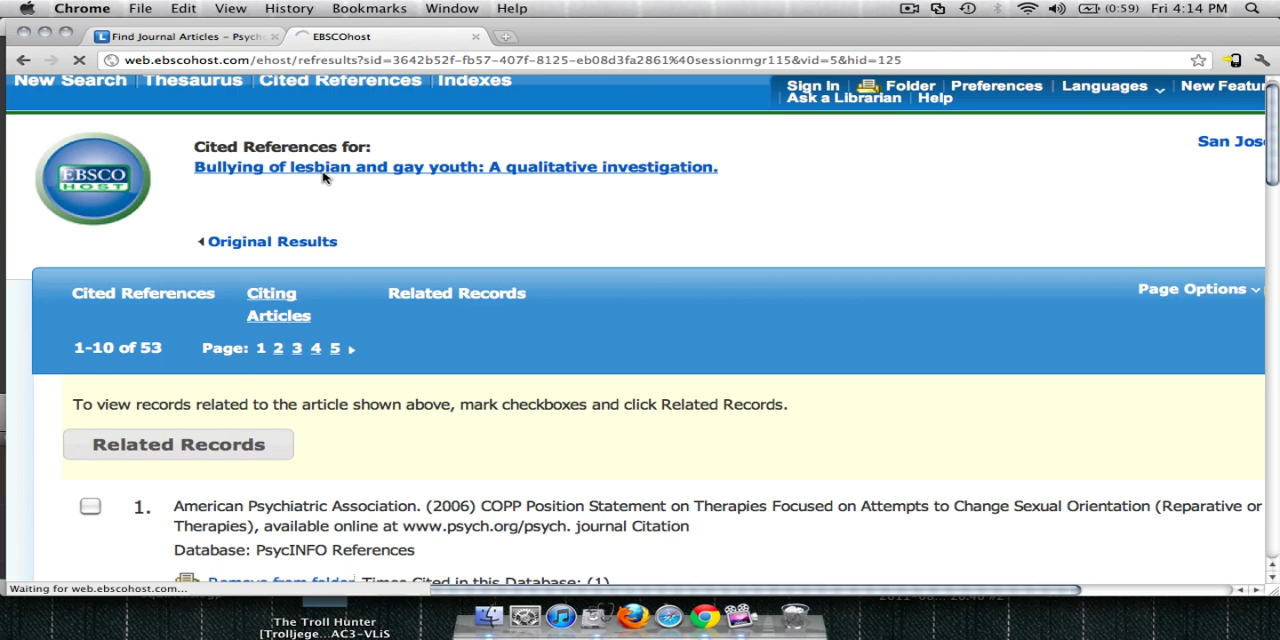 Chrome File Edit View History Bookmarks Window Help (0:59) Fri 4:14 PM
Find Journal Articles – Psych EBSCOhost
web.ebscohost.com/ehost/refresults?sid=3642b52f-fb57-407f-8125-eb08d3fa2861%40sessionmgr115&vid=5&hid=125
New Search Thesaurus Cited References Indexes
Sign In Folder Preferences Languages New Featur
Ask a Librarian Help
Cited References for:
San Jos
Bullying of lesbian and gay youth: A qualitative investigation.
EBSCO
HOST
Original Results
Cited References Citing Articles Related Records Page Options
1-10 of 53 Page: 1 2 3 4 5
To view records related to the article shown above, mark checkboxes and click Related Records.
Related Records
1. American Psychiatric Association. (2006) COPP Position Statement on Therapies Focused on Attempts to Change Sexual Orientation (Reparative or
Therapies), available online at www.psych.org/psych. journal Citation
Database: PsycINFO References
Remove from folder Times Cited in this Database: (1)
Waiting for web.ebscohost.com...
The Troll Hunter
[Trolljege...AC3-VLiS